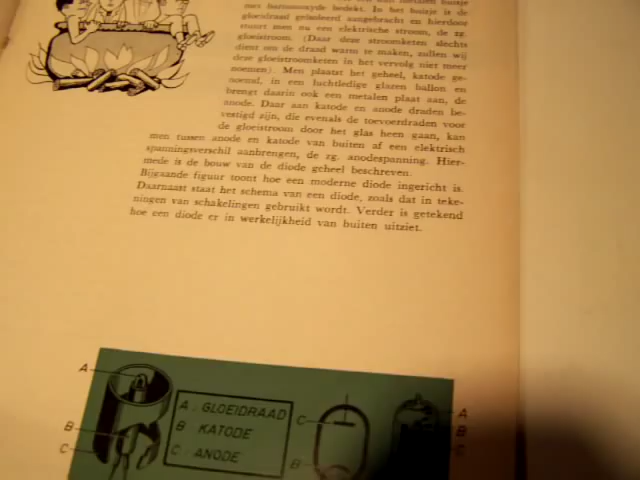 met bariumoxyde bedekt. In het buisje is de
gloeidraad geïsoleerd aangebracht en hierdoor
stuurt men nu een elektrische stroom, de zg.
gloeistroom. (Daar deze stroomketen slechts
dient om de draad warm te maken, zullen wij
deze gloeistroomketen in het vervolg niet meer
noemen). Men plaatst het geheel, katode ge-
noemd, in een luchtledige glazen ballon en
brengt daarin ook een metalen plaat aan, de
anode. Daar aan katode en anode draden be-
vestigd zijn, die evenals de toevoerdraden voor
de gloeistroom door het glas heen gaan, kan
men tussen anode en katode van buiten af een elektrisch
spanningsverschil aanbrengen, de zg. anodespanning. Hier-
mede is de bouw van de diode geheel beschreven.
Bijgaande figuur toont hoe een moderne diode ingericht is.
Daarnaast staat het schema van een diode, zoals dat in teke-
ningen van schakelingen gebruikt wordt. Verder is getekend
hoe een diode er in werkelijkheid van buiten uitziet.
A
B
C
A : GLOEIDRAAD
B KATODE
C : ANODE
C
B
A
B
C